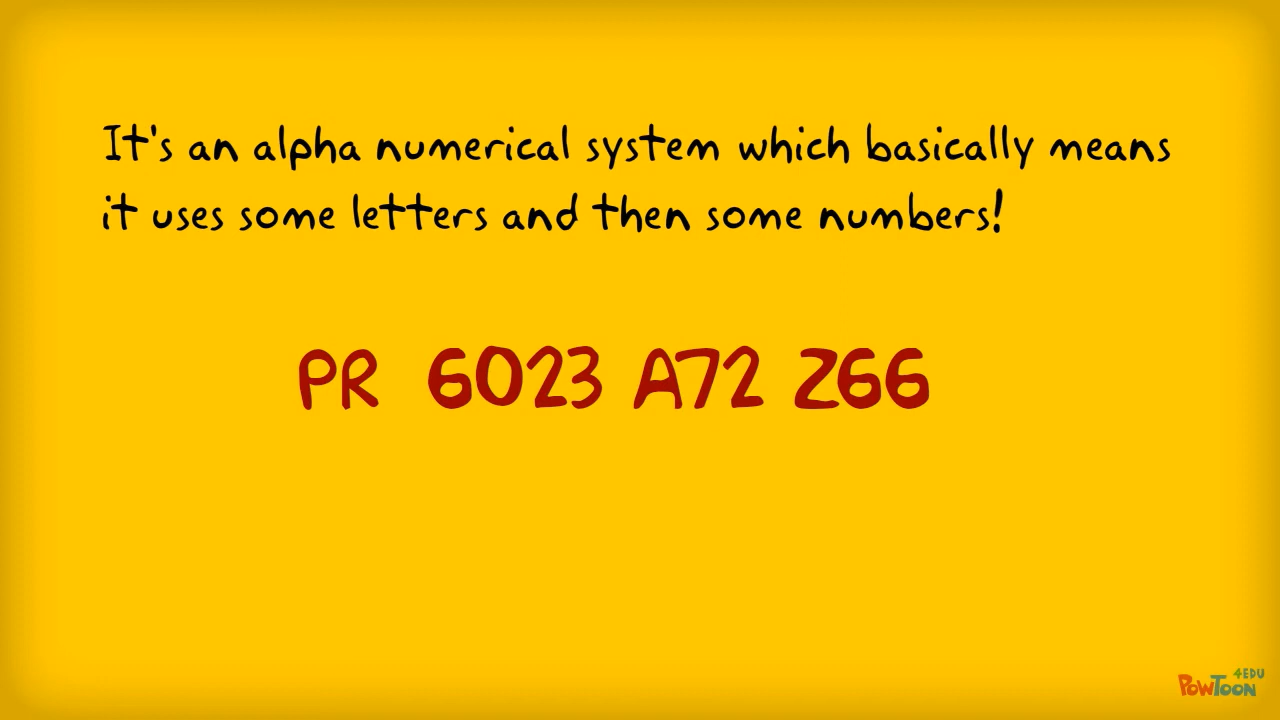 It's an alpha numerical system which basically means
it uses some letters and then some numbers!
PR 6023 A72 Z66
4EDU
POWTOON